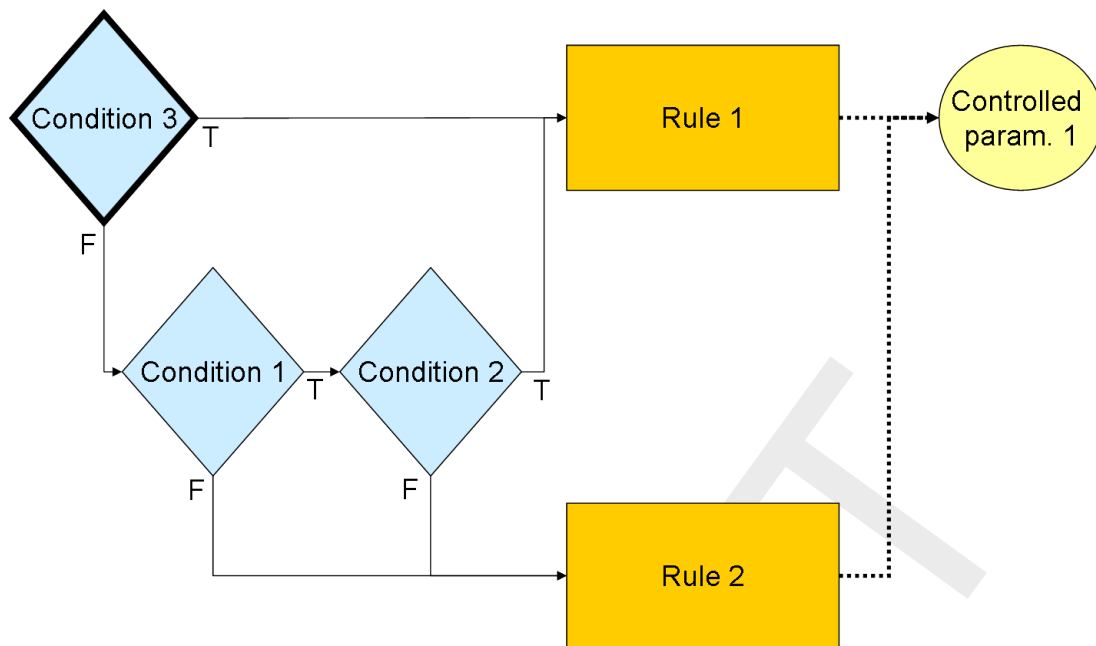 Condition 3
T
Rule 1
Controlled
param. 1
F
Condition 1
T
Condition 2
T
F
F
Rule 2